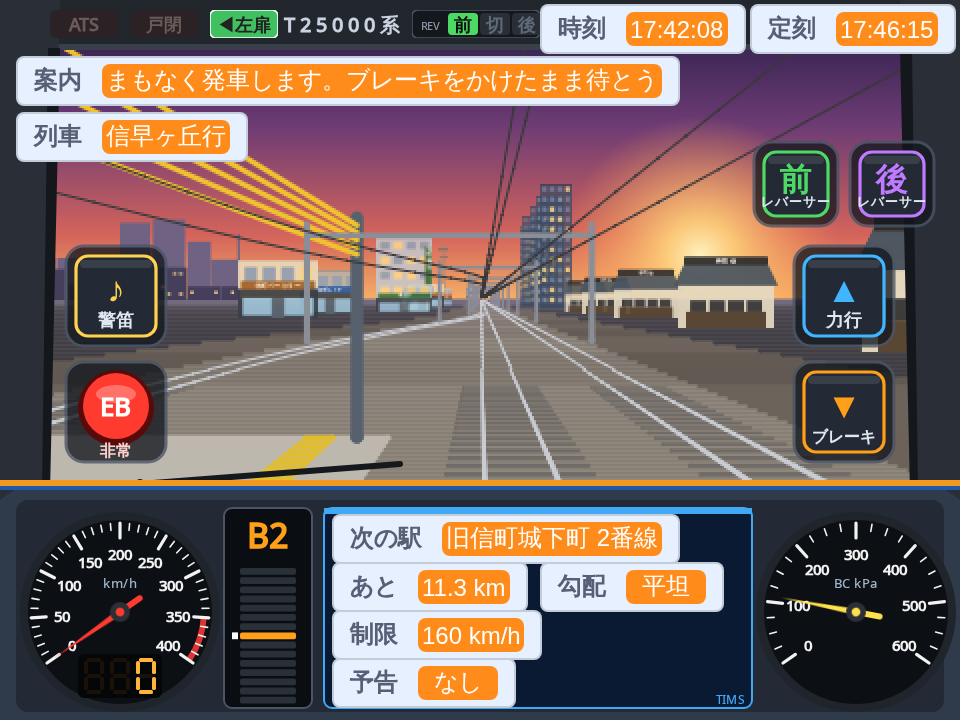 ATS 戸閉 ◀左扉 T25000系 REV 前 切 後 時刻 17:42:08 定刻 17:46:15
案内 まもなく発車します。ブレーキをかけたまま待とう
列車 信早ヶ丘行
前 レバーサー 後 レバーサー
♪ 警笛
▲ 力行
EB 非常
▼ ブレーキ
0 50 100 150 200 250 300 350 400 km/h
0
B2
次の駅 旧信町城下町 2番線
あと 11.3 km 勾配 平坦
制限 160 km/h
予告 なし
TIMS
0 100 200 300 400 500 600 BC kPa